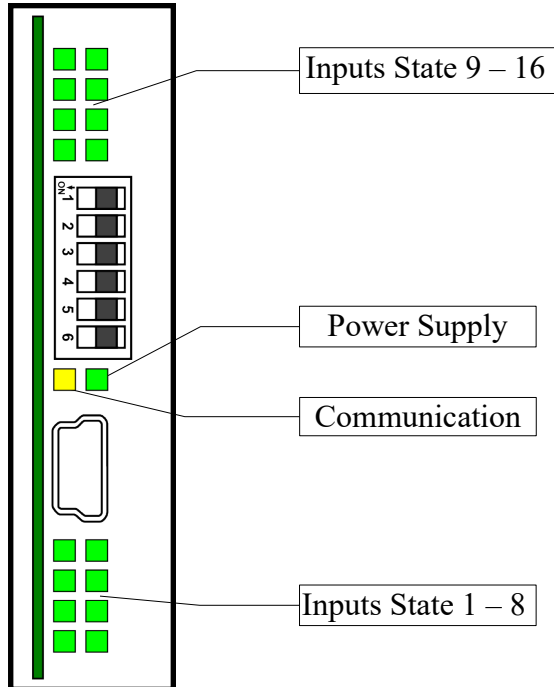 Inputs State 9 – 16
ON
1
2
3
4
5
6
Power Supply
Communication
Inputs State 1 – 8